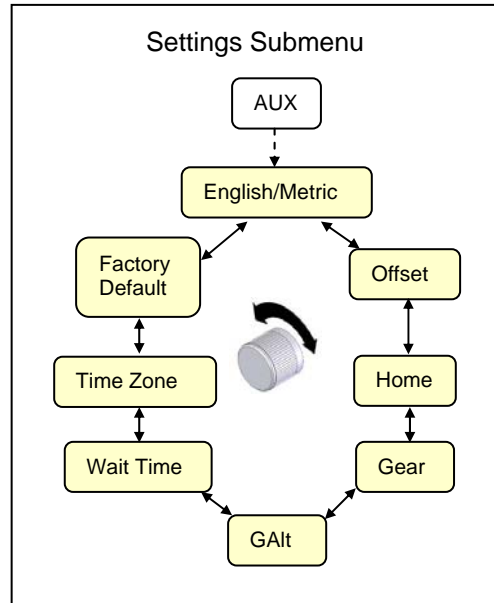 Settings Submenu
AUX
English/Metric
Factory
Default
Offset
Time Zone
Home
Wait Time
Gear
GAlt